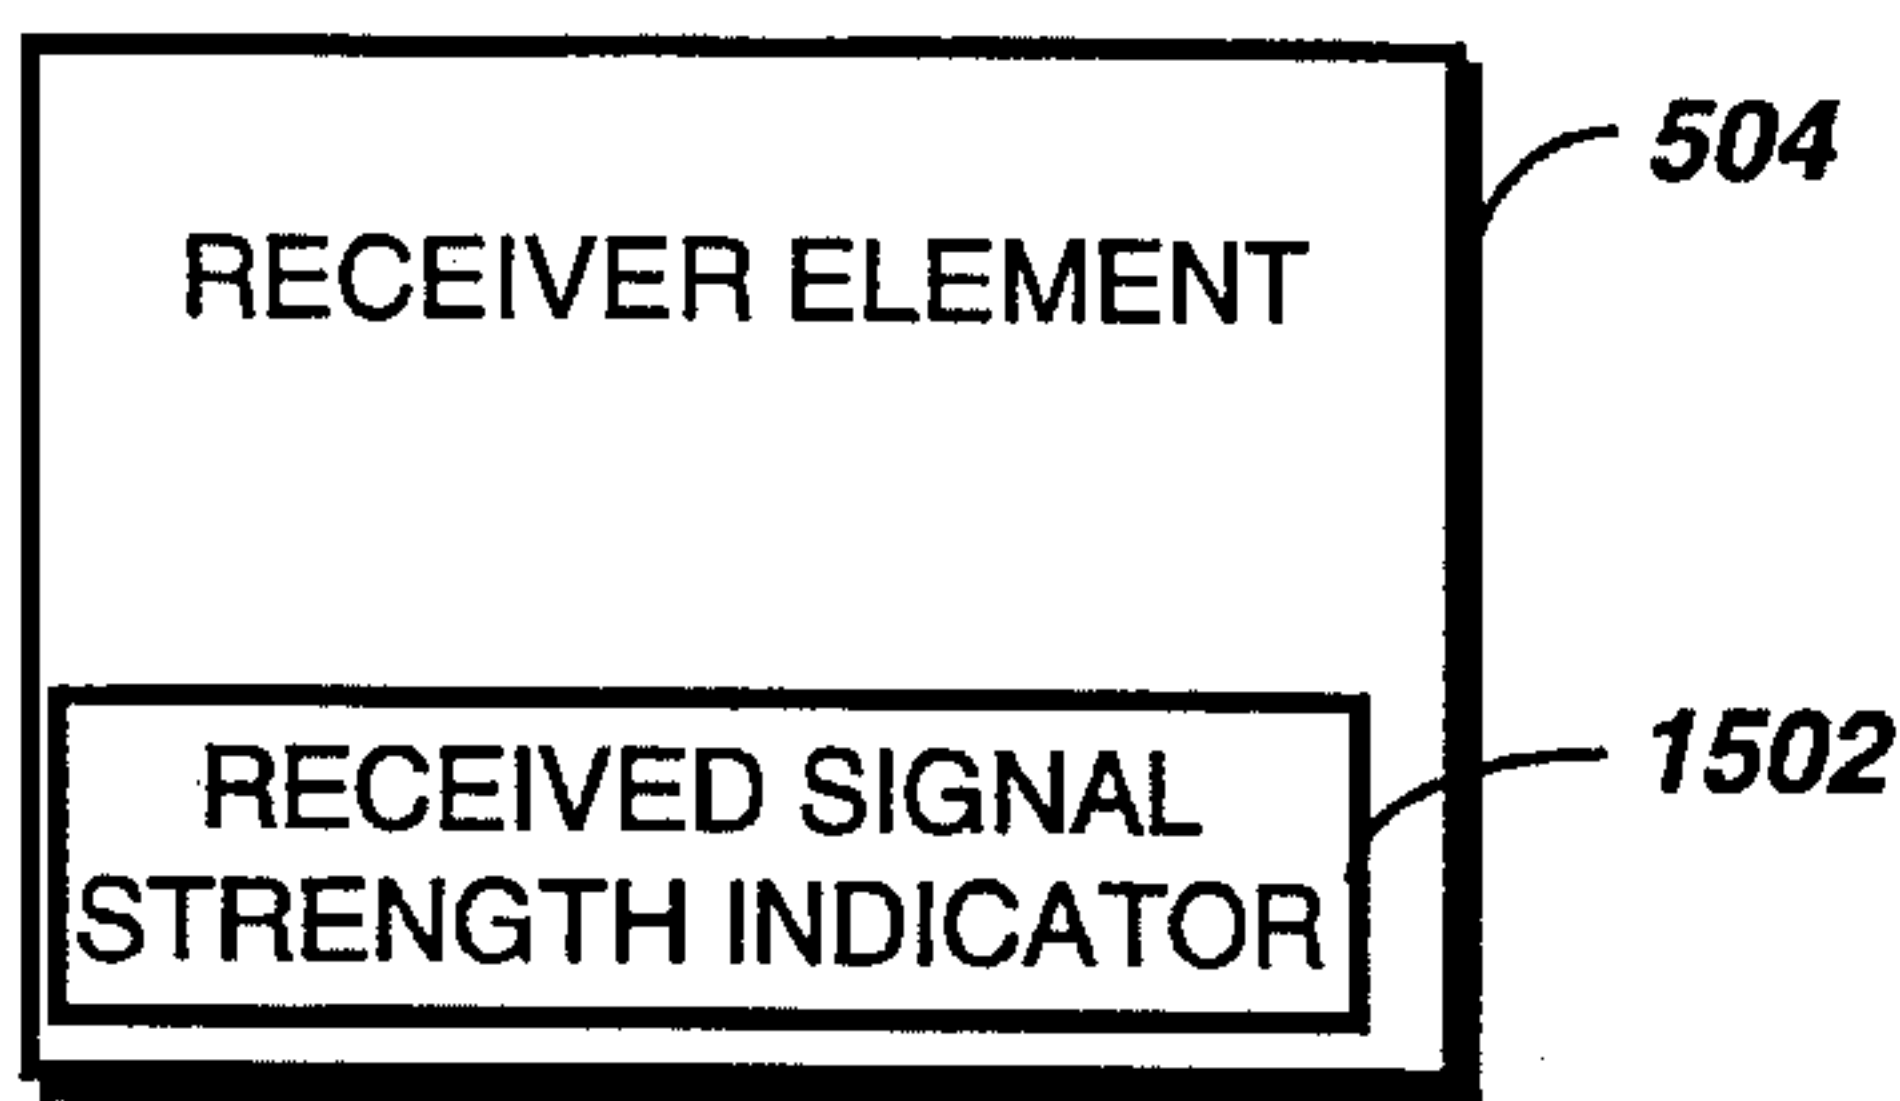 504
RECEIVER ELEMENT
1502
RECEIVED SIGNAL
STRENGTH INDICATOR